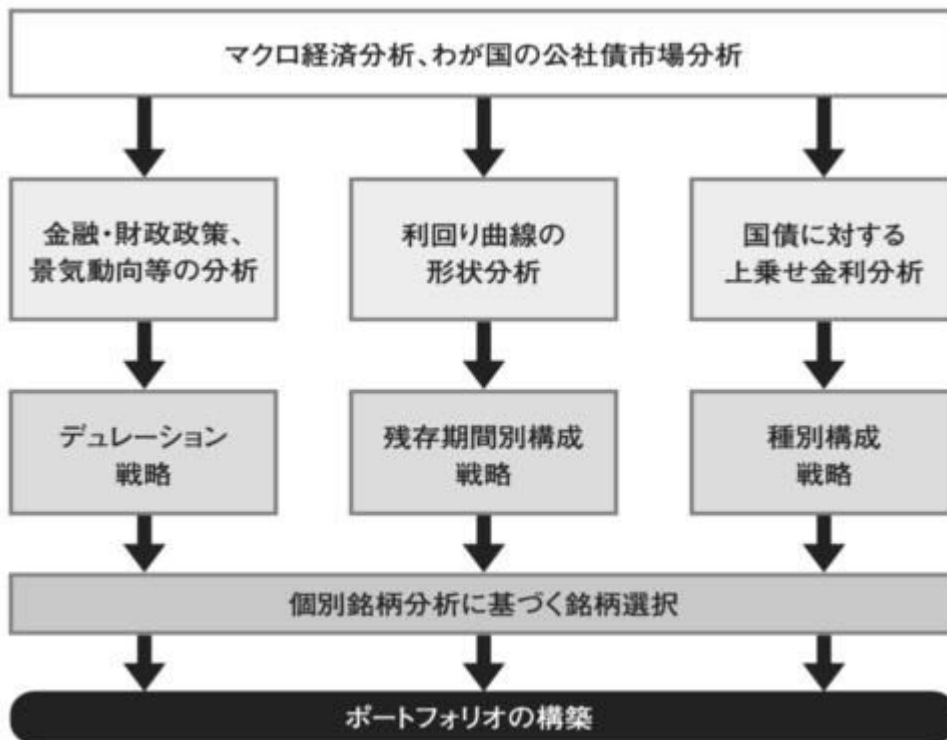 マクロ経済分析、わが国の公社債市場分析
金融・財政政策、
景気動向等の分析
利回り曲線の
形状分析
国債に対する
上乗せ金利分析
デュレーション
戦略
残存期間別構成
戦略
種別構成
戦略
個別銘柄分析に基づく銘柄選択
ポートフォリオの構築